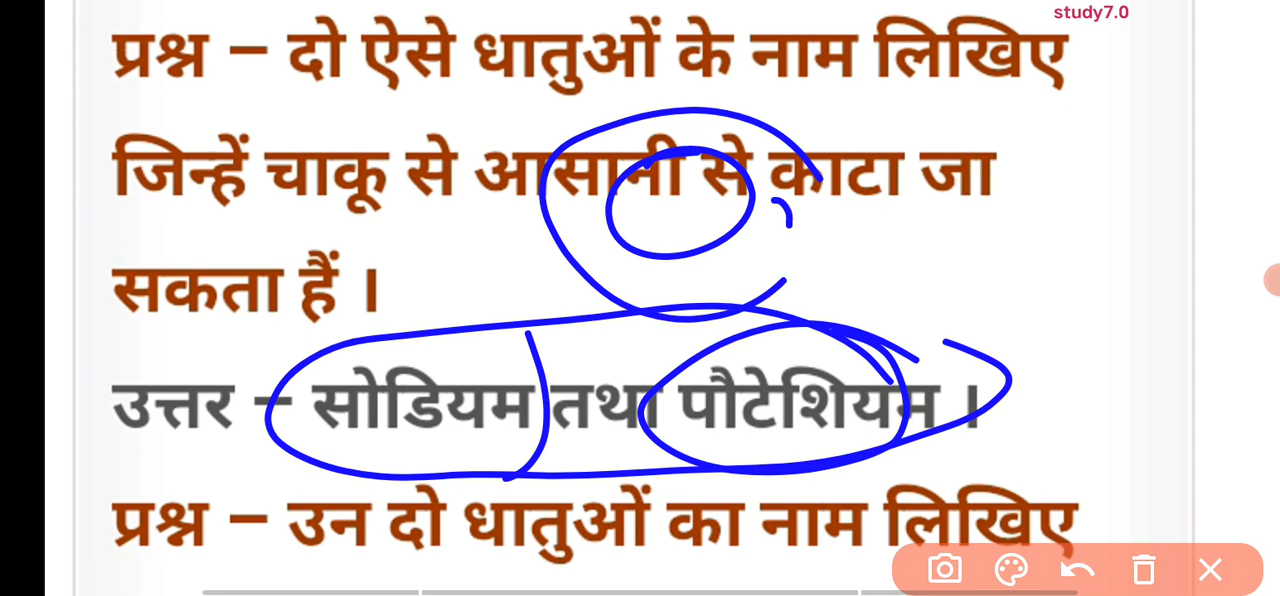 study7.0
प्रश्न – दो ऐसे धातुओं के नाम लिखिए
जिन्हें चाकू से आसानी से काटा जा
सकता हैं ।
उत्तर – सोडियम तथा पौटेशियम ।
प्रश्न – उन दो धातुओं का नाम लिखिए